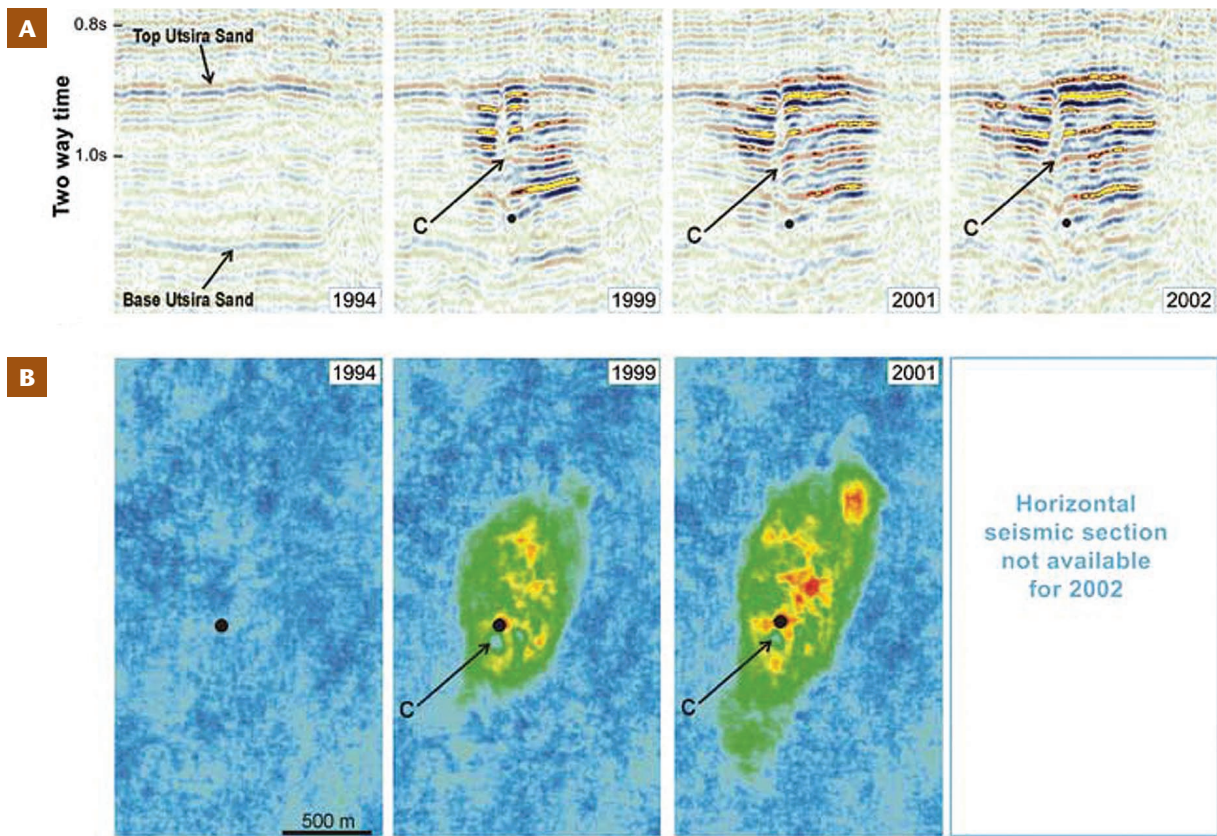 A
0.8s
Top Utsira Sand
Two way time
1.0s
C
C
C
Base Utsira Sand
1994
1999
2001
2002
B
1994
1999
2001
Horizontal
seismic section
not available
for 2002
C
C
500 m